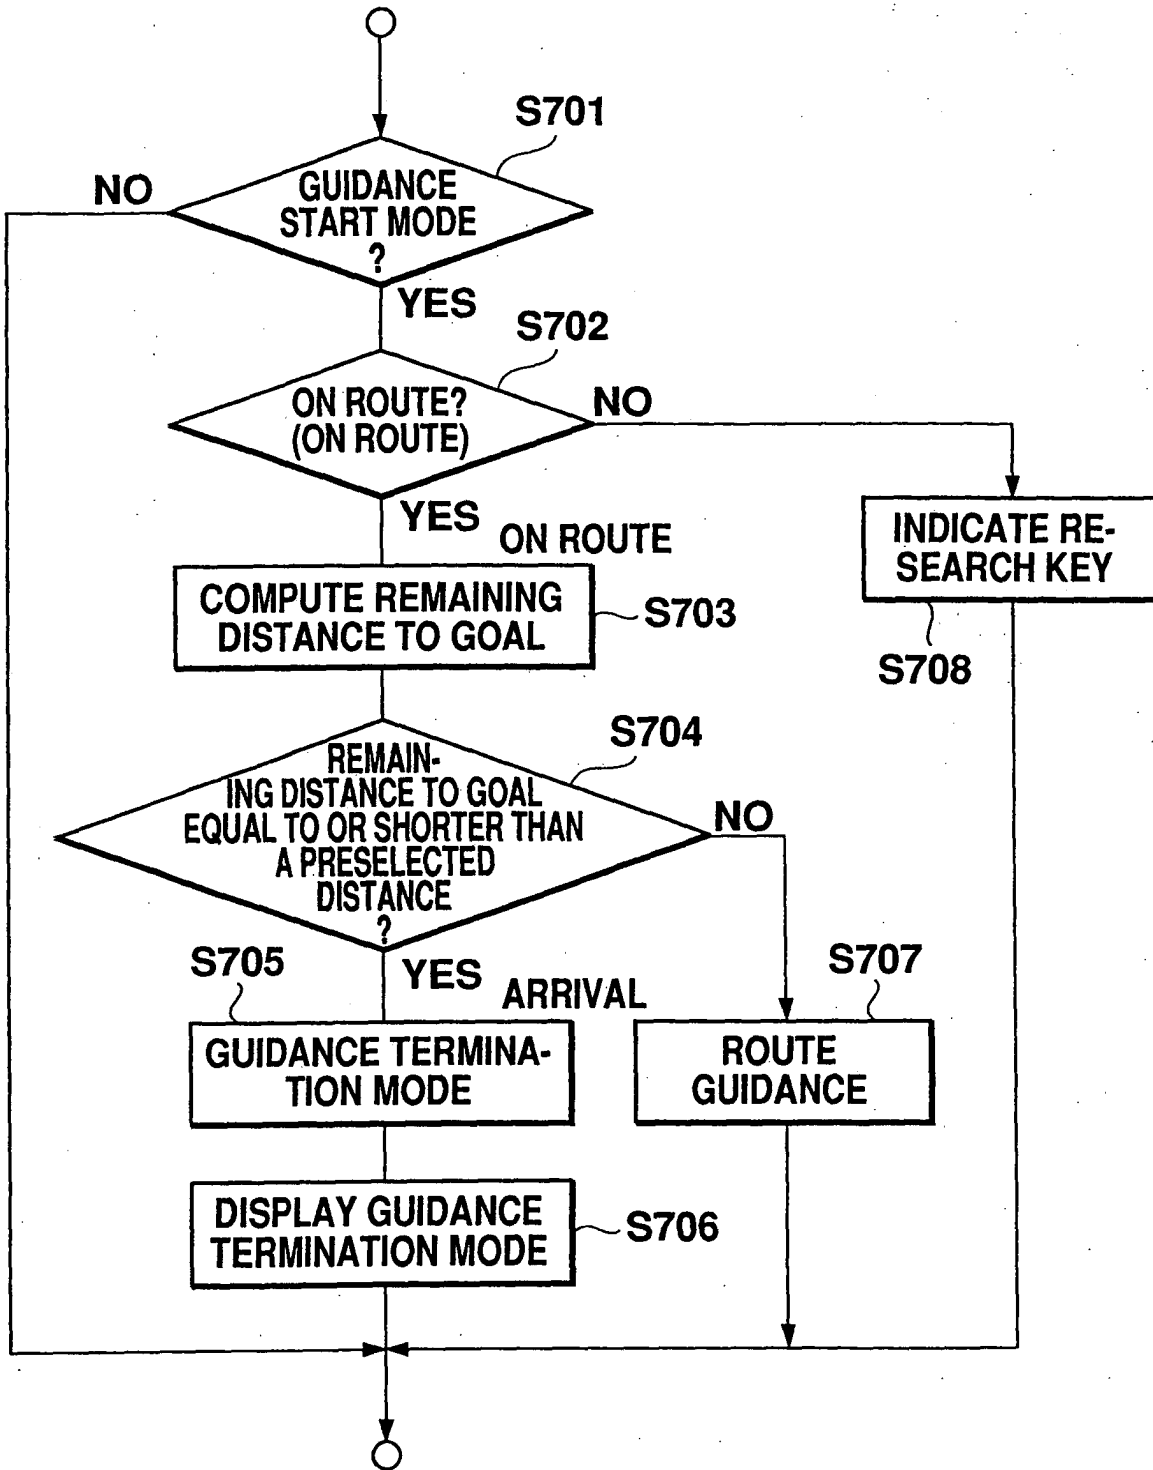 S701
NO
GUIDANCE
START MODE
?
YES
S702
ON ROUTE?
(ON ROUTE)
NO
YES
ON ROUTE
INDICATE RE-
SEARCH KEY
S708
COMPUTE REMAINING
DISTANCE TO GOAL
S703
S704
REMAIN-
ING DISTANCE TO GOAL
EQUAL TO OR SHORTER THAN
A PRESELECTED
DISTANCE
?
NO
YES
S705
ARRIVAL
S707
GUIDANCE TERMINA-
TION MODE
ROUTE
GUIDANCE
DISPLAY GUIDANCE
TERMINATION MODE
S706